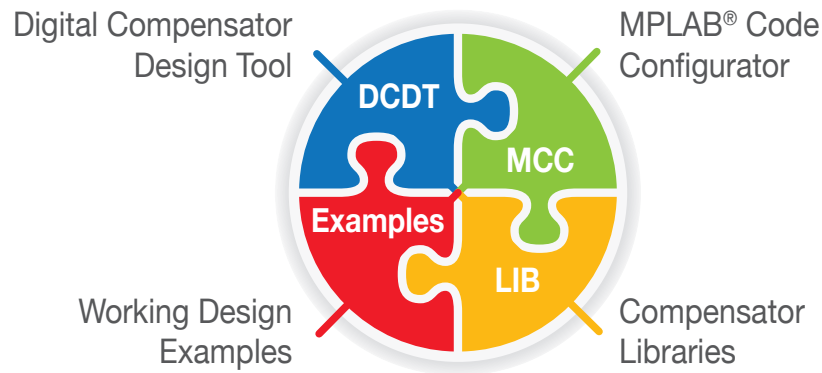 Digital Compensator
Design Tool
MPLAB® Code
Configurator
DCDT
MCC
Examples
LIB
Working Design
Examples
Compensator
Libraries